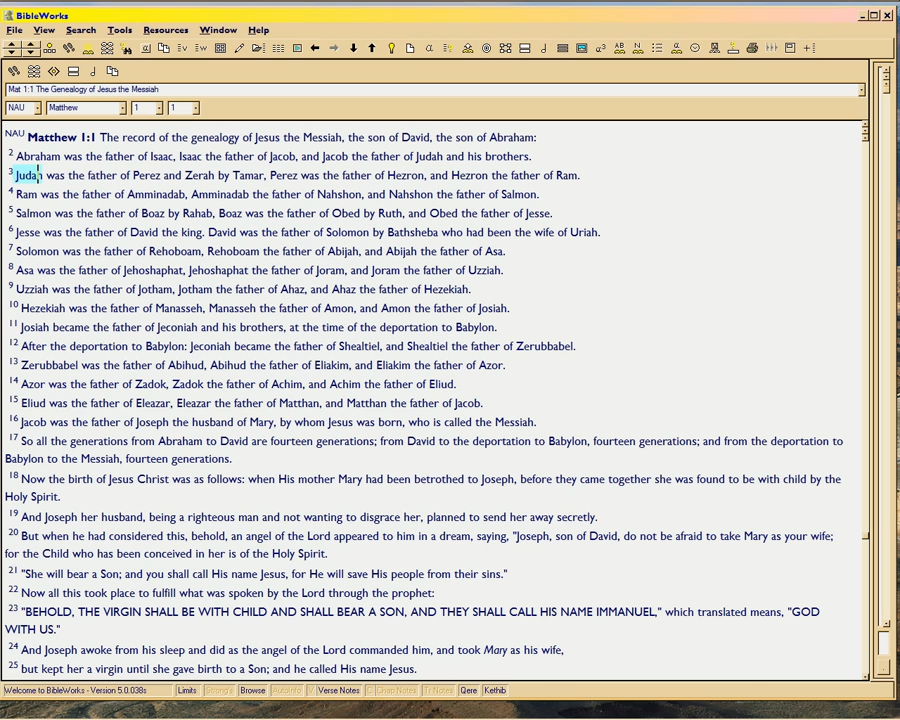 BibleWorks
File View Search Tools Resources Window Help
Mat 1:1 The Genealogy of Jesus the Messiah
NAU Matthew 1 1
NAU Matthew 1:1 The record of the genealogy of Jesus the Messiah, the son of David, the son of Abraham:
2 Abraham was the father of Isaac, Isaac the father of Jacob, and Jacob the father of Judah and his brothers.
3 Judah was the father of Perez and Zerah by Tamar, Perez was the father of Hezron, and Hezron the father of Ram.
4 Ram was the father of Amminadab, Amminadab the father of Nahshon, and Nahshon the father of Salmon.
5 Salmon was the father of Boaz by Rahab, Boaz was the father of Obed by Ruth, and Obed the father of Jesse.
6 Jesse was the father of David the king. David was the father of Solomon by Bathsheba who had been the wife of Uriah.
7 Solomon was the father of Rehoboam, Rehoboam the father of Abijah, and Abijah the father of Asa.
8 Asa was the father of Jehoshaphat, Jehoshaphat the father of Joram, and Joram the father of Uzziah.
9 Uzziah was the father of Jotham, Jotham the father of Ahaz, and Ahaz the father of Hezekiah.
10 Hezekiah was the father of Manasseh, Manasseh the father of Amon, and Amon the father of Josiah.
11 Josiah became the father of Jeconiah and his brothers, at the time of the deportation to Babylon.
12 After the deportation to Babylon: Jeconiah became the father of Shealtiel, and Shealtiel the father of Zerubbabel.
13 Zerubbabel was the father of Abihud, Abihud the father of Eliakim, and Eliakim the father of Azor.
14 Azor was the father of Zadok, Zadok the father of Achim, and Achim the father of Eliud.
15 Eliud was the father of Eleazar, Eleazar the father of Matthan, and Matthan the father of Jacob.
16 Jacob was the father of Joseph the husband of Mary, by whom Jesus was born, who is called the Messiah.
17 So all the generations from Abraham to David are fourteen generations; from David to the deportation to Babylon, fourteen generations; and from the deportation to
Babylon to the Messiah, fourteen generations.
18 Now the birth of Jesus Christ was as follows: when His mother Mary had been betrothed to Joseph, before they came together she was found to be with child by the
Holy Spirit.
19 And Joseph her husband, being a righteous man and not wanting to disgrace her, planned to send her away secretly.
20 But when he had considered this, behold, an angel of the Lord appeared to him in a dream, saying, "Joseph, son of David, do not be afraid to take Mary as your wife;
for the Child who has been conceived in her is of the Holy Spirit.
21 "She will bear a Son; and you shall call His name Jesus, for He will save His people from their sins."
22 Now all this took place to fulfill what was spoken by the Lord through the prophet:
23 "BEHOLD, THE VIRGIN SHALL BE WITH CHILD AND SHALL BEAR A SON, AND THEY SHALL CALL HIS NAME IMMANUEL," which translated means, "GOD
WITH US."
24 And Joseph awoke from his sleep and did as the angel of the Lord commanded him, and took Mary as his wife,
25 but kept her a virgin until she gave birth to a Son; and he called His name Jesus.
Welcome to BibleWorks - Version 5.0.038s Limits Strong's Browse AutoInfo V Verse Notes C Chap Notes Tr Notes Qere Kethib